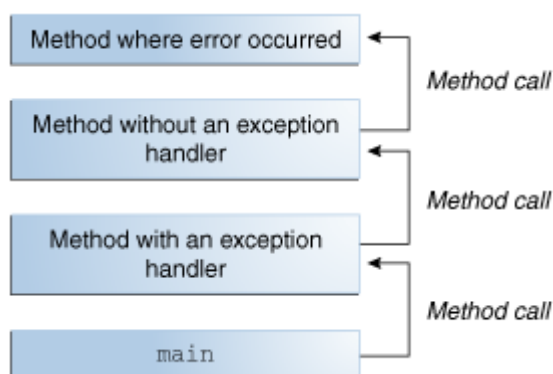 Method where error occurred
Method call
Method without an exception
handler
Method call
Method with an exception
handler
Method call
main